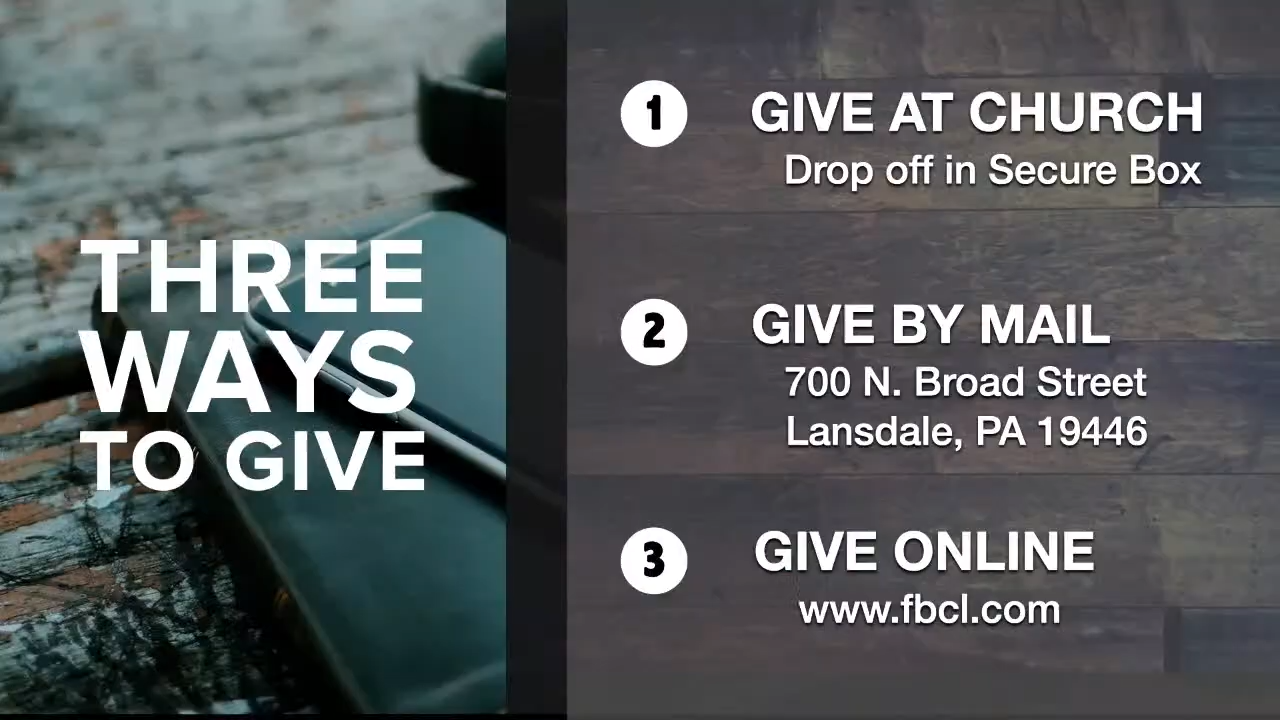 THREE
WAYS
TO GIVE
1
GIVE AT CHURCH
Drop off in Secure Box
2
GIVE BY MAIL
700 N. Broad Street
Lansdale, PA 19446
3
GIVE ONLINE
www.fbcl.com